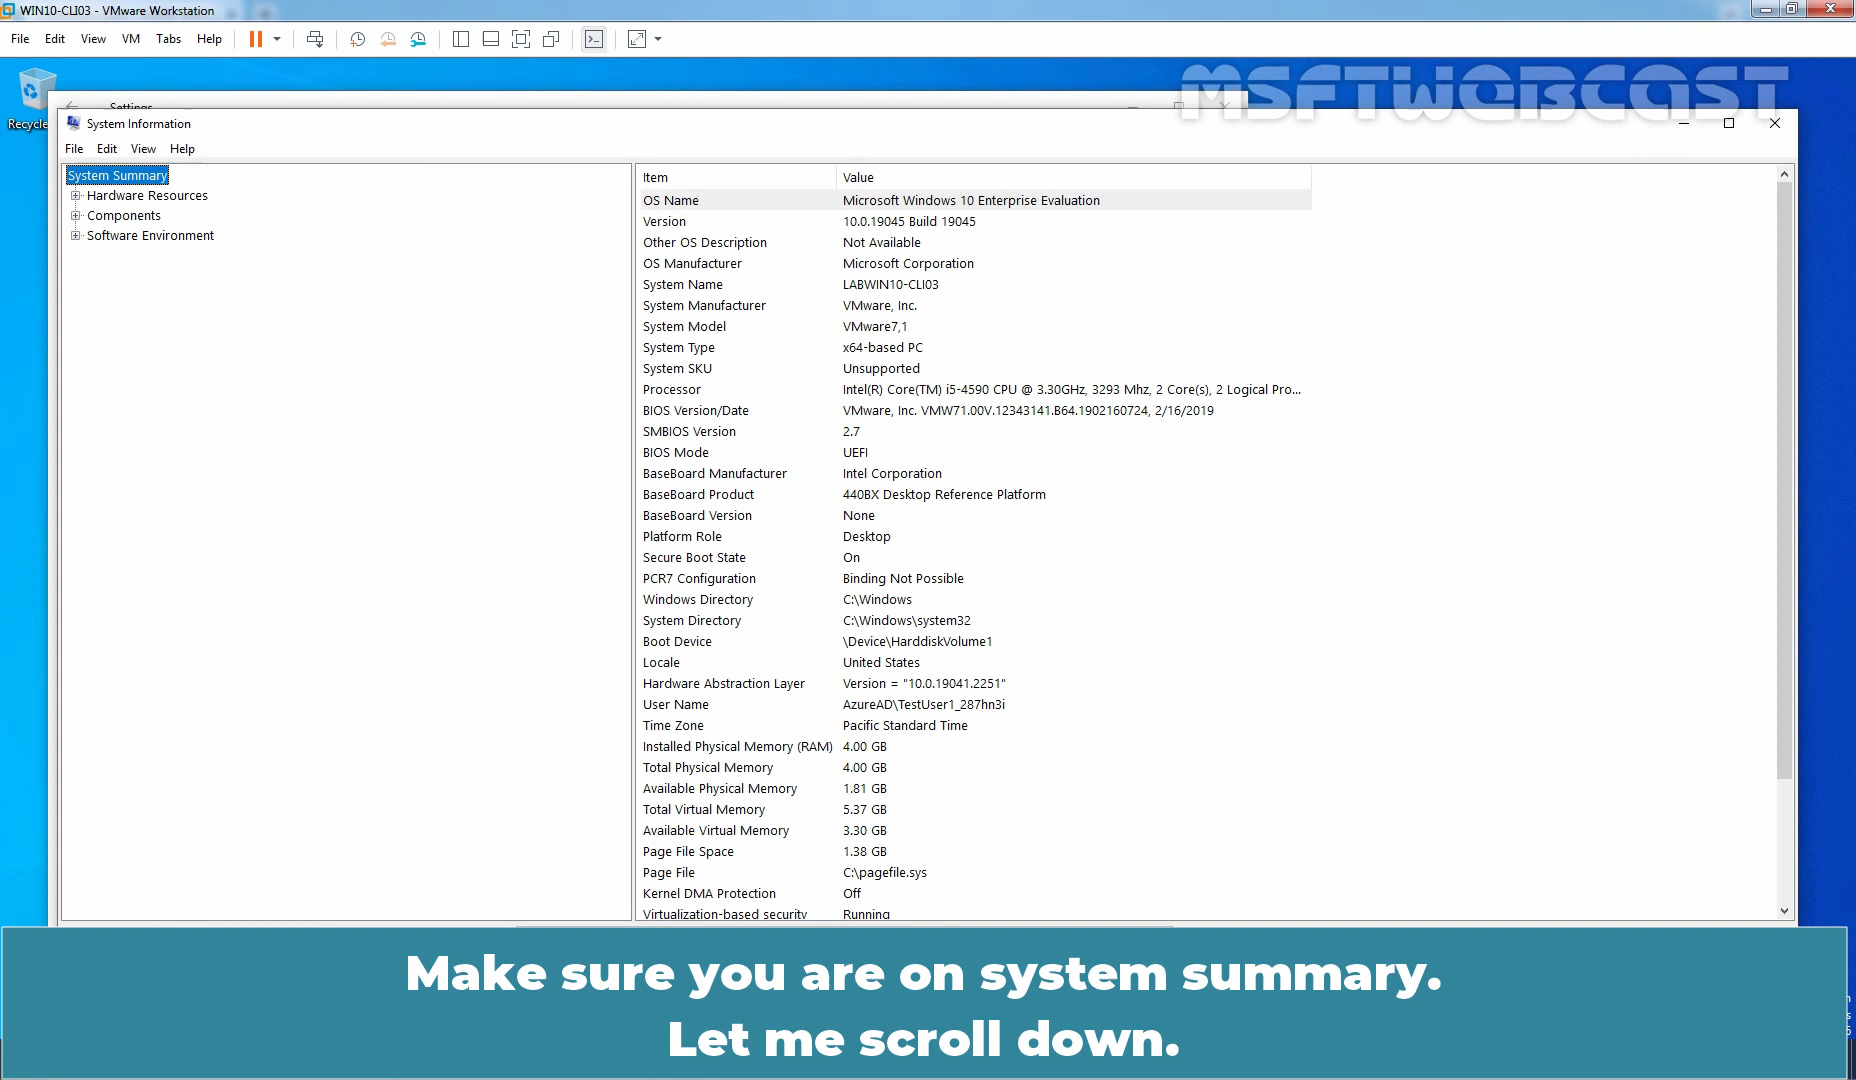 WIN10-CLI03 - VMware Workstation
File Edit View VM Tabs Help
MSFTWEBCAST
Recycle
Settings
System Information
File Edit View Help
System Summary
Hardware Resources
Components
Software Environment
Item Value
OS Name Microsoft Windows 10 Enterprise Evaluation
Version 10.0.19045 Build 19045
Other OS Description Not Available
OS Manufacturer Microsoft Corporation
System Name LABWIN10-CLI03
System Manufacturer VMware, Inc.
System Model VMware7,1
System Type x64-based PC
System SKU Unsupported
Processor Intel(R) Core(TM) i5-4590 CPU @ 3.30GHz, 3293 Mhz, 2 Core(s), 2 Logical Pro...
BIOS Version/Date VMware, Inc. VMW71.00V.12343141.B64.1902160724, 2/16/2019
SMBIOS Version 2.7
BIOS Mode UEFI
BaseBoard Manufacturer Intel Corporation
BaseBoard Product 440BX Desktop Reference Platform
BaseBoard Version None
Platform Role Desktop
Secure Boot State On
PCR7 Configuration Binding Not Possible
Windows Directory C:\Windows
System Directory C:\Windows\system32
Boot Device \Device\HarddiskVolume1
Locale United States
Hardware Abstraction Layer Version = "10.0.19041.2251"
User Name AzureAD\TestUser1_287hn3i
Time Zone Pacific Standard Time
Installed Physical Memory (RAM) 4.00 GB
Total Physical Memory 4.00 GB
Available Physical Memory 1.81 GB
Total Virtual Memory 5.37 GB
Available Virtual Memory 3.30 GB
Page File Space 1.38 GB
Page File C:\pagefile.sys
Kernel DMA Protection Off
Virtualization-based security Running
Make sure you are on system summary.
Let me scroll down.